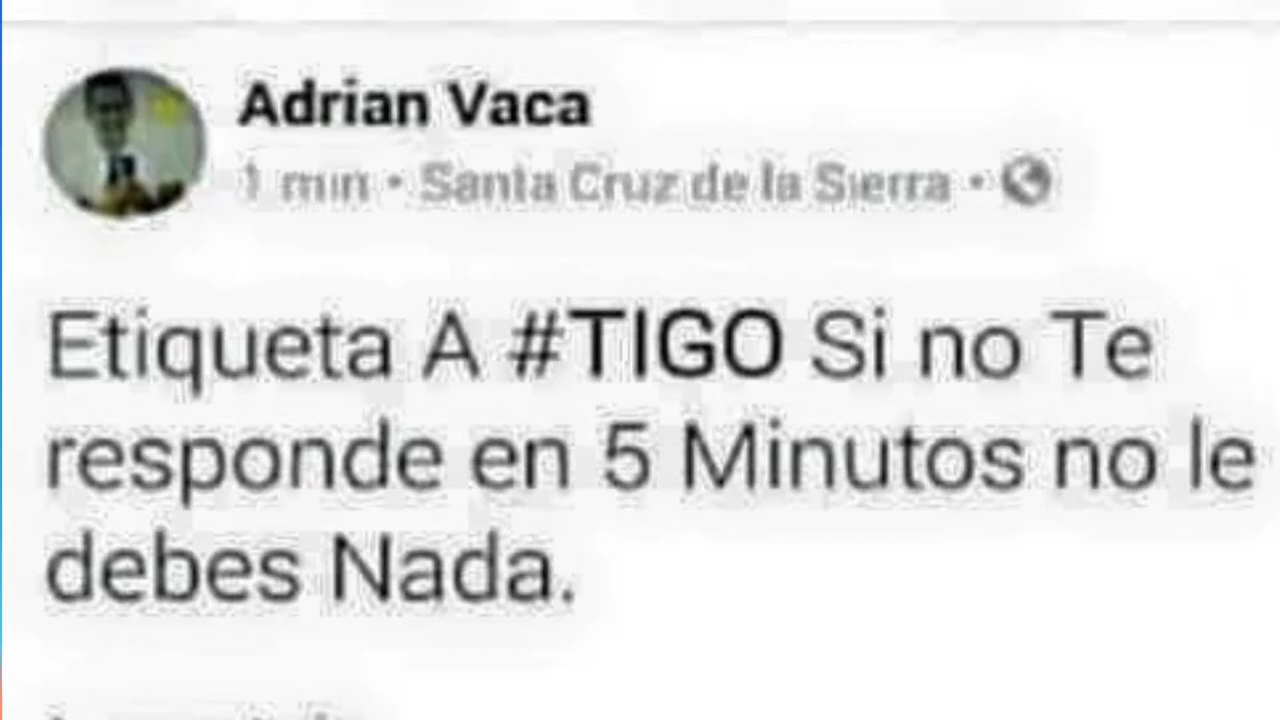 Adrian Vaca
1 min • Santa Cruz de la Sierra •
Etiqueta A #TIGO Si no Te
responde en 5 Minutos no le
debes Nada.